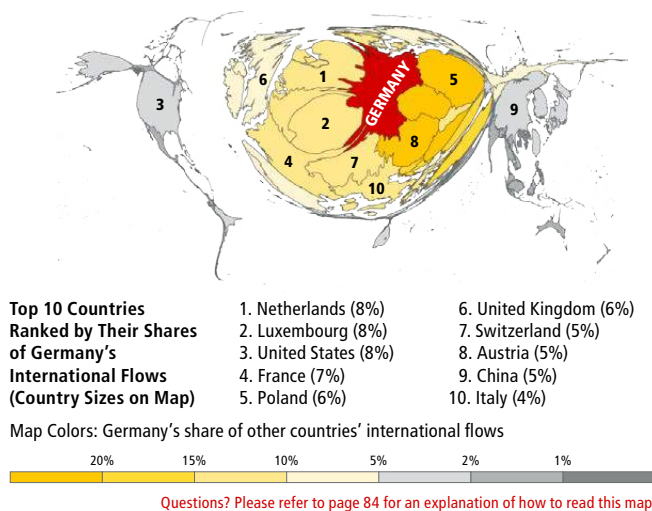 GERMANY
1
2
3
4
5
6
7
8
9
10
Top 10 Countries
Ranked by Their Shares
of Germany's
International Flows
(Country Sizes on Map)
1. Netherlands (8%)
2. Luxembourg (8%)
3. United States (8%)
4. France (7%)
5. Poland (6%)
6. United Kingdom (6%)
7. Switzerland (5%)
8. Austria (5%)
9. China (5%)
10. Italy (4%)
Map Colors: Germany's share of other countries' international flows
20% 15% 10% 5% 2% 1%
Questions? Please refer to page 84 for an explanation of how to read this map